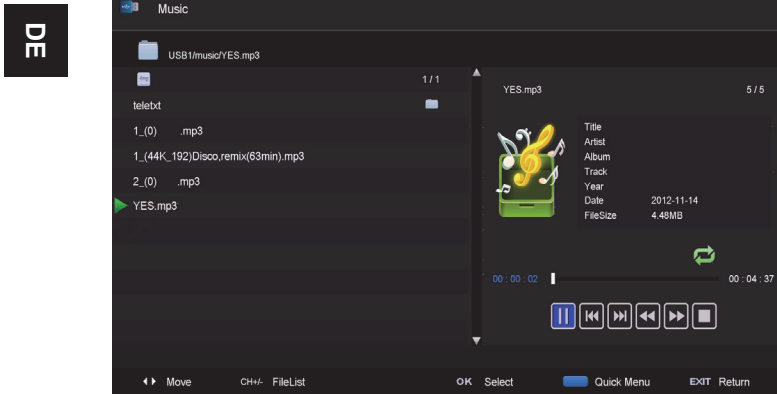 DE
Music
USB1/music/YES.mp3
1 / 1
teletxt
1_(0) .mp3
1_(44K_192)Disco,remix(63min).mp3
2_(0) .mp3
YES.mp3
YES.mp3 5 / 5
Title
Artist
Album
Track
Year
Date 2012-11-14
FileSize 4.48MB
00 : 00 : 02 00 : 04 : 37
Move CH+/- FileList OK Select Quick Menu EXIT Return